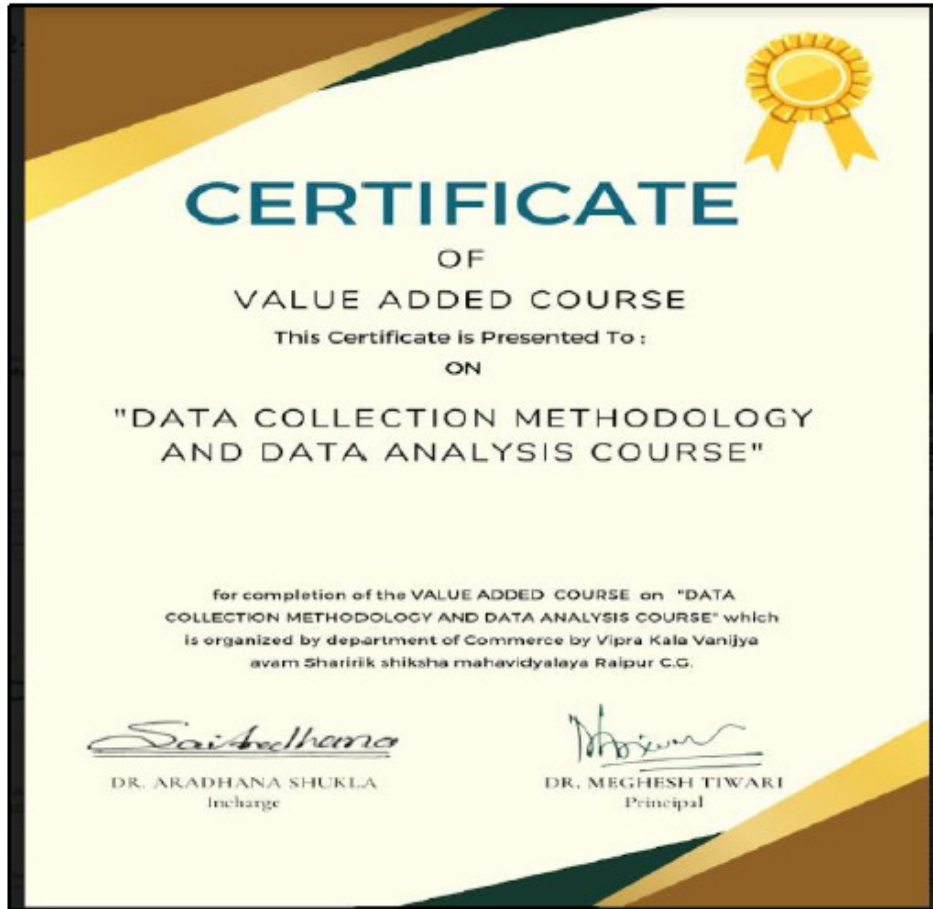 CERTIFICATE
OF
VALUE ADDED COURSE
This Certificate is Presented To :
ON
"DATA COLLECTION METHODOLOGY
AND DATA ANALYSIS COURSE"
for completion of the VALUE ADDED COURSE on "DATA
COLLECTION METHODOLOGY AND DATA ANALYSIS COURSE" which
is organized by department of Commerce by Vipra Kala Vanijya
avam Sharirik shiksha mahavidyalaya Raipur C.G.
DR. ARADHANA SHUKLA
Incharge
DR. MEGHESH TIWARI
Principal